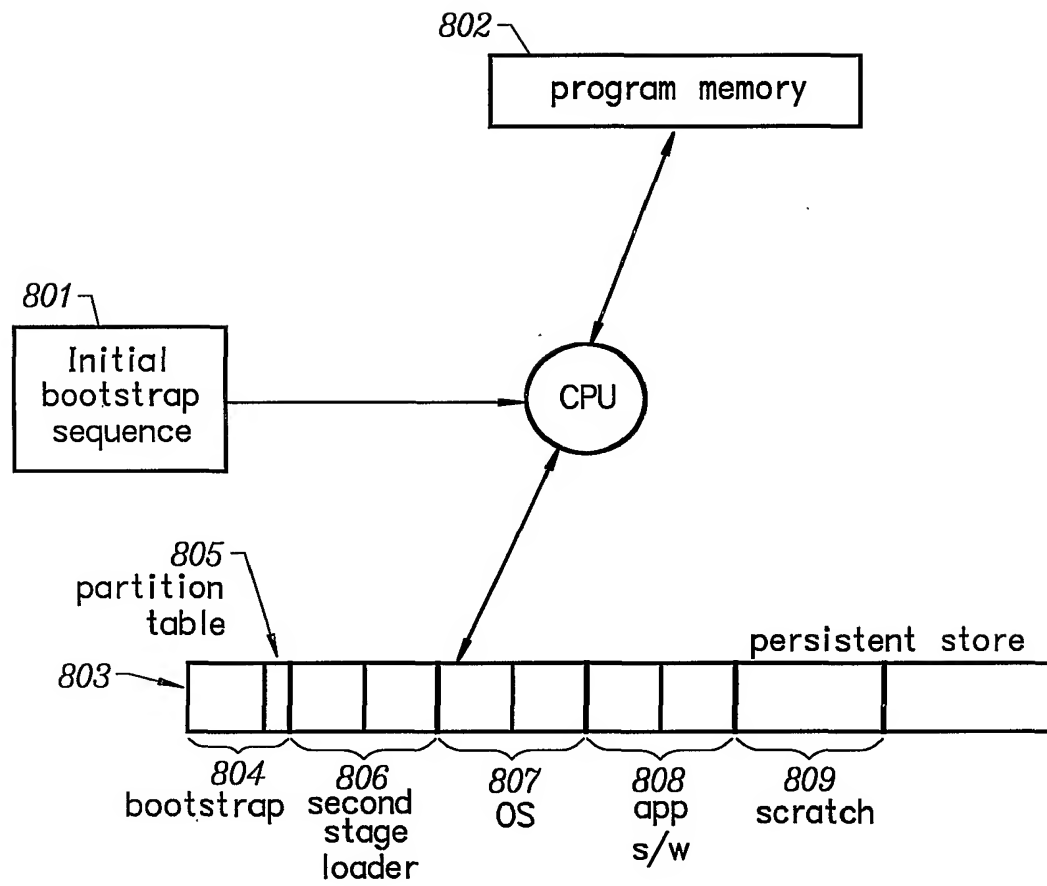 802
program memory
801
Initial
bootstrap
sequence
CPU
805
partition
table
persistent store
803
804
bootstrap
806
second
stage
loader
807
OS
808
app
s/w
809
scratch